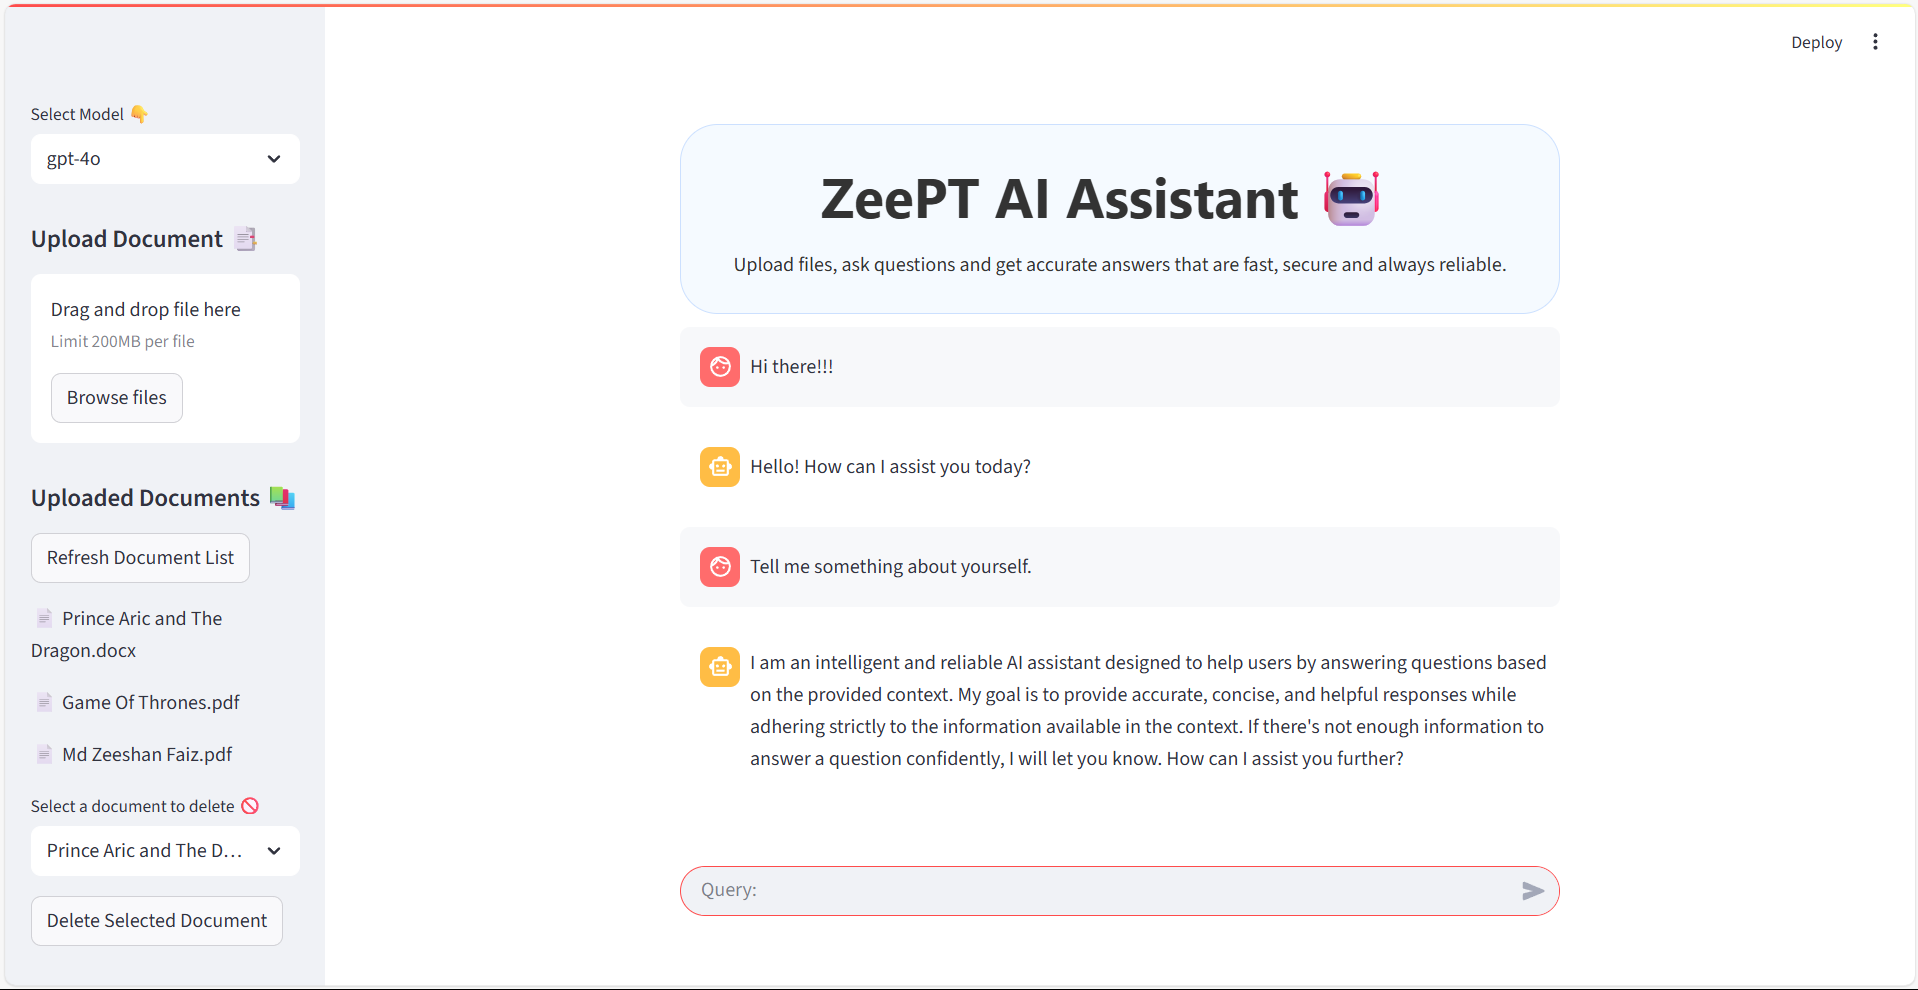 Deploy
Select Model
gpt-4o
Upload Document
Drag and drop file here
Limit 200MB per file
Browse files
Uploaded Documents
Refresh Document List
Prince Aric and The
Dragon.docx
Game Of Thrones.pdf
Md Zeeshan Faiz.pdf
Select a document to delete
Prince Aric and The D...
Delete Selected Document
ZeePT AI Assistant
Upload files, ask questions and get accurate answers that are fast, secure and always reliable.
Hi there!!!
Hello! How can I assist you today?
Tell me something about yourself.
I am an intelligent and reliable AI assistant designed to help users by answering questions based
on the provided context. My goal is to provide accurate, concise, and helpful responses while
adhering strictly to the information available in the context. If there's not enough information to
answer a question confidently, I will let you know. How can I assist you further?
Query: